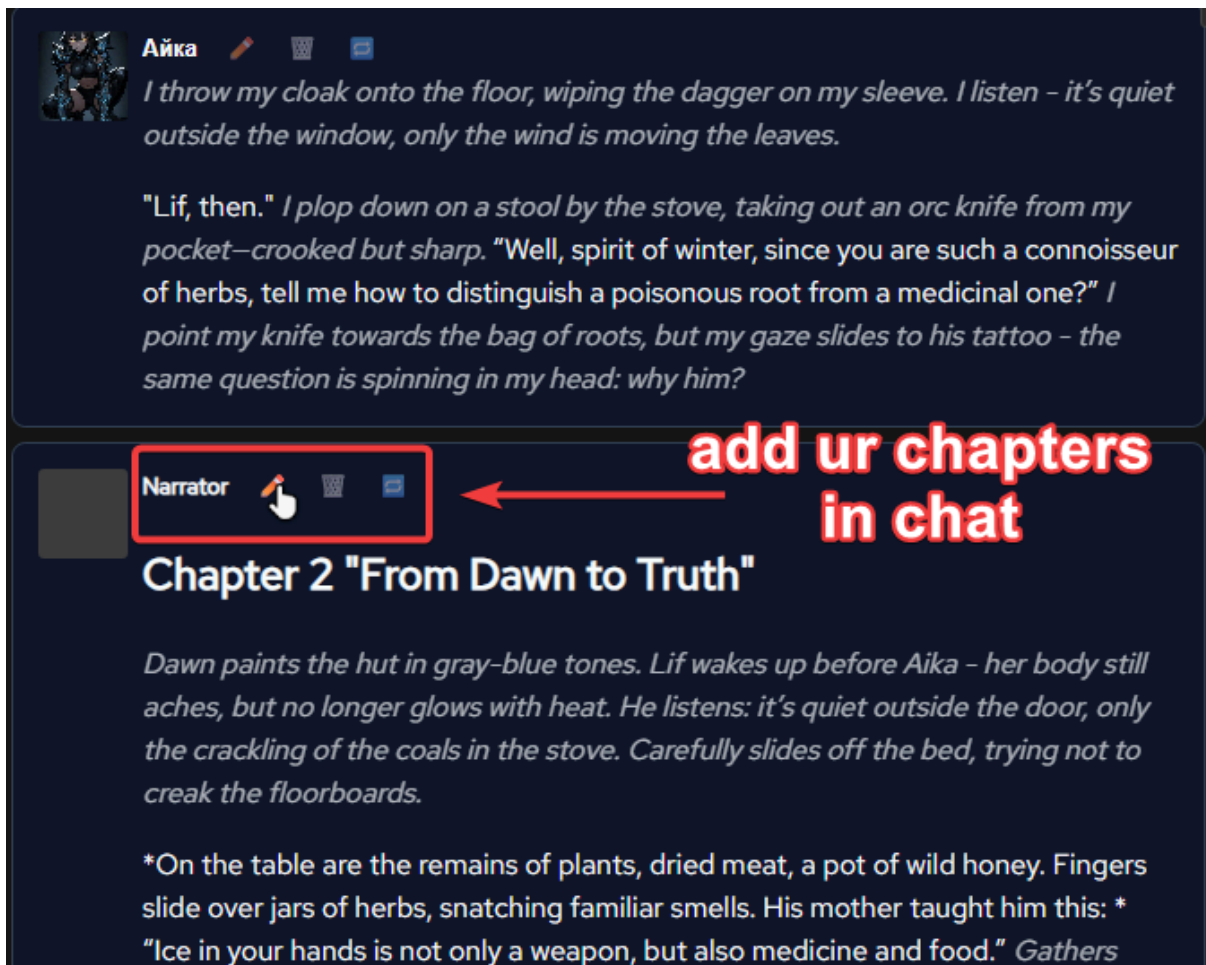 Айка
I throw my cloak onto the floor, wiping the dagger on my sleeve. I listen – it's quiet
outside the window, only the wind is moving the leaves.
"Lif, then." I plop down on a stool by the stove, taking out an orc knife from my
pocket—crooked but sharp. “Well, spirit of winter, since you are such a connoisseur
of herbs, tell me how to distinguish a poisonous root from a medicinal one?” I
point my knife towards the bag of roots, but my gaze slides to his tattoo – the
same question is spinning in my head: why him?
add ur chapters
in chat
Narrator
Chapter 2 "From Dawn to Truth"
Dawn paints the hut in gray-blue tones. Lif wakes up before Aika – her body still
aches, but no longer glows with heat. He listens: it's quiet outside the door, only
the crackling of the coals in the stove. Carefully slides off the bed, trying not to
creak the floorboards.
*On the table are the remains of plants, dried meat, a pot of wild honey. Fingers
slide over jars of herbs, snatching familiar smells. His mother taught him this: *
“Ice in your hands is not only a weapon, but also medicine and food.” Gathers